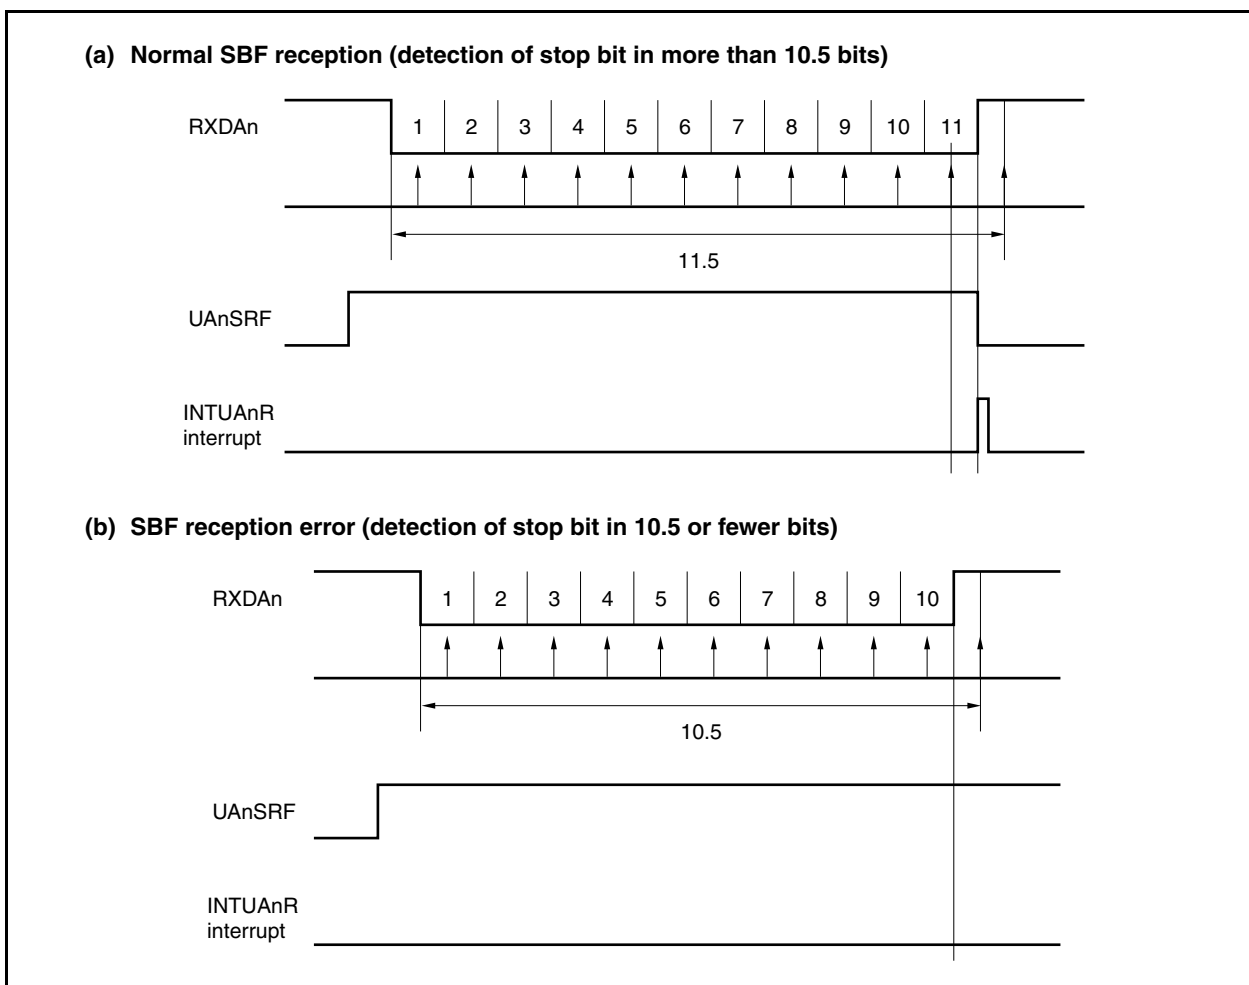 (a) Normal SBF reception (detection of stop bit in more than 10.5 bits)
RXDAn
1 2 3 4 5 6 7 8 9 10 11
11.5
UAnSRF
INTUAnR
interrupt
(b) SBF reception error (detection of stop bit in 10.5 or fewer bits)
RXDAn
1 2 3 4 5 6 7 8 9 10
10.5
UAnSRF
INTUAnR
interrupt